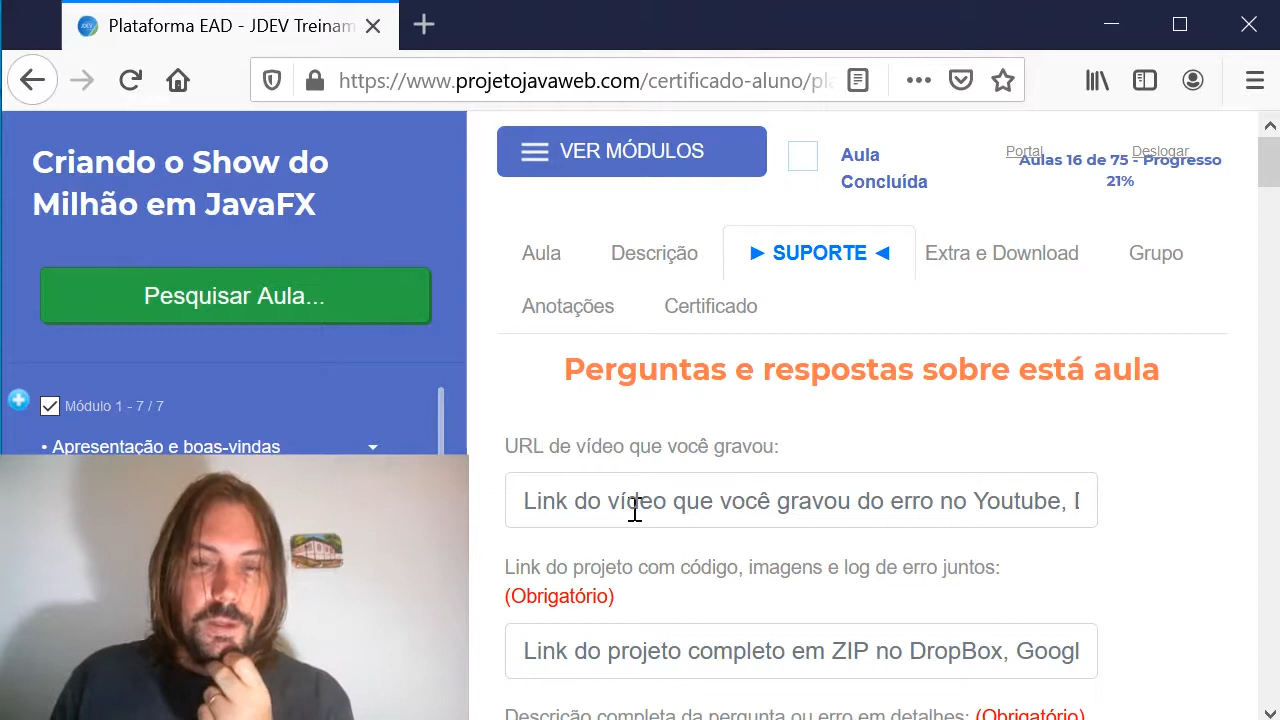 Plataforma EAD - JDEV Treinam
https://www.projetojavaweb.com/certificado-aluno/pla
Criando o Show do
Milhão em JavaFX
Pesquisar Aula...
Módulo 1 - 7 / 7
• Apresentação e boas-vindas
VER MÓDULOS
Aula
Concluída
Portal
Deslogar
Aulas 16 de 75 - Progresso
21%
Aula
Descrição
► SUPORTE ◄
Extra e Download
Grupo
Anotações
Certificado
Perguntas e respostas sobre está aula
URL de vídeo que você gravou:
Link do vídeo que você gravou do erro no Youtube, D
Link do projeto com código, imagens e log de erro juntos:
(Obrigatório)
Link do projeto completo em ZIP no DropBox, Googl
Descrição completa da pergunta ou erro em detalhes: (Obrigatório)